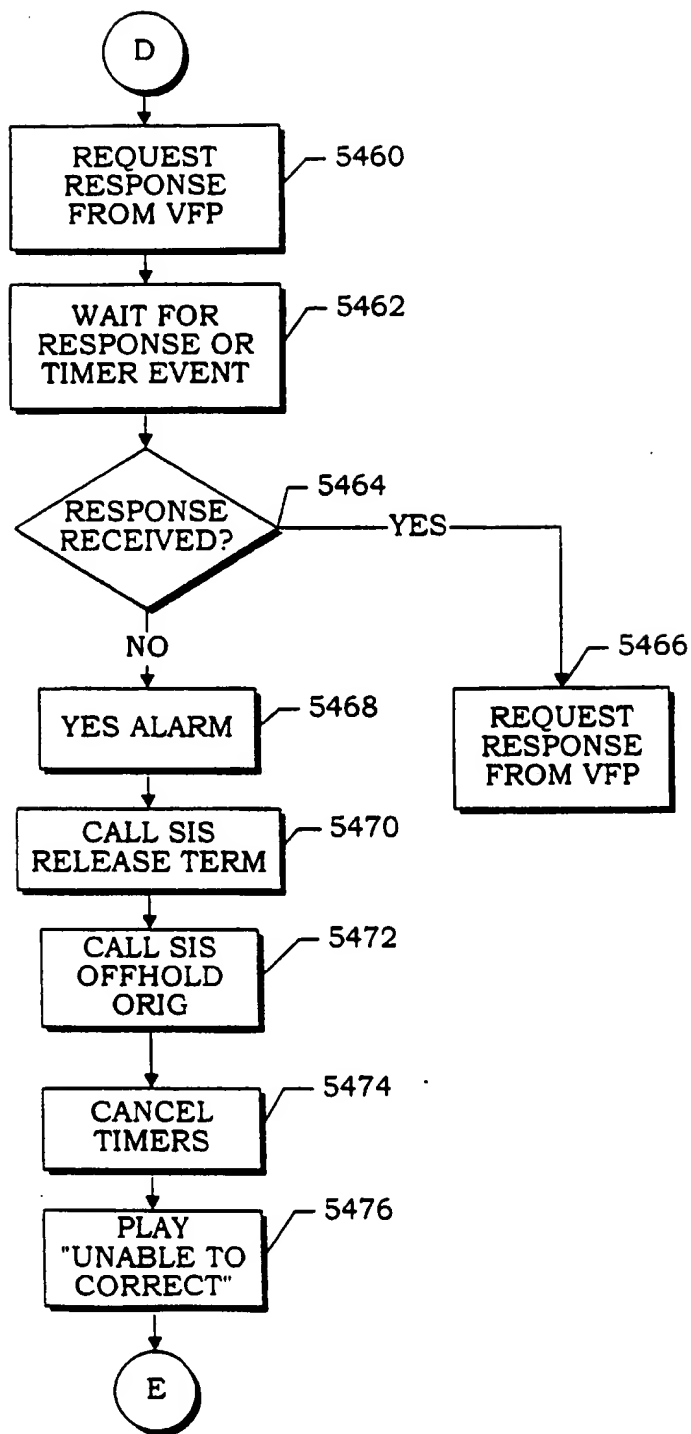 D
REQUEST
RESPONSE
FROM VFP
5460
WAIT FOR
RESPONSE OR
TIMER EVENT
5462
RESPONSE
RECEIVED?
5464
YES
NO
5466
REQUEST
RESPONSE
FROM VFP
YES ALARM
5468
CALL SIS
RELEASE TERM
5470
CALL SIS
OFFHOLD
ORIG
5472
CANCEL
TIMERS
5474
PLAY
"UNABLE TO
CORRECT"
5476
E